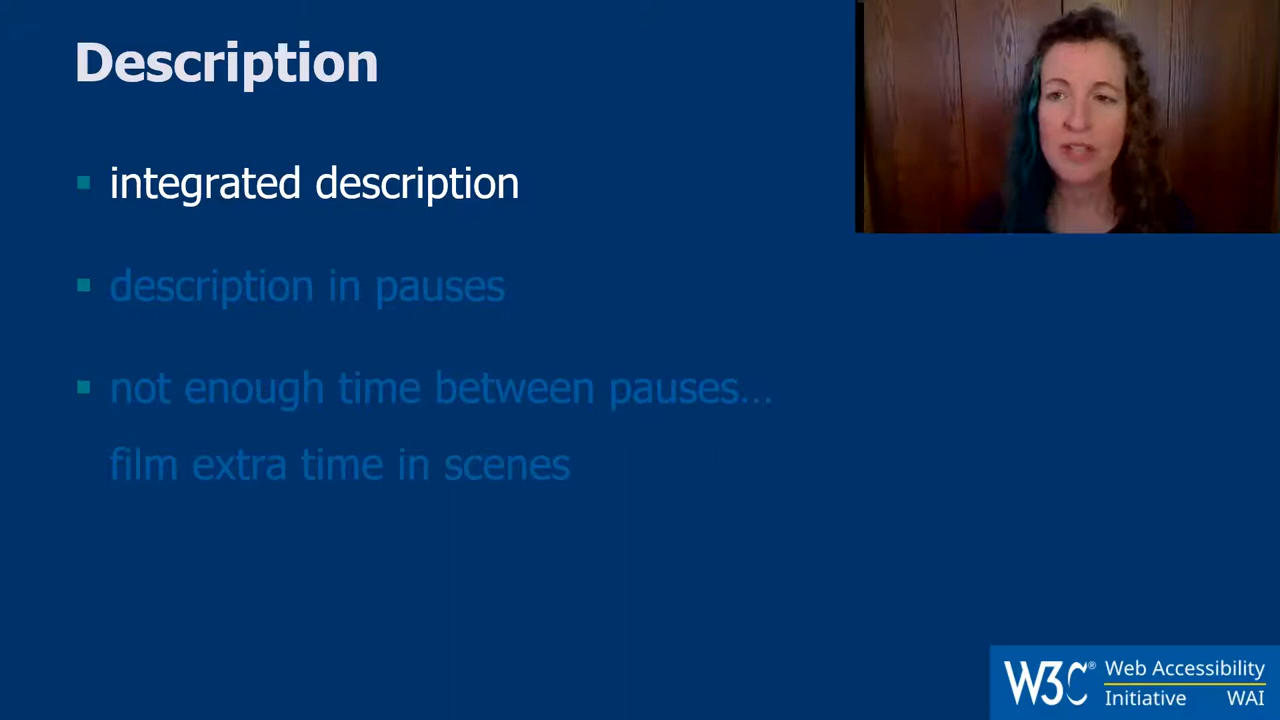 Description
▪ integrated description
▪ description in pauses
▪ not enough time between pauses…
film extra time in scenes
W3C® Web Accessibility
Initiative WAI